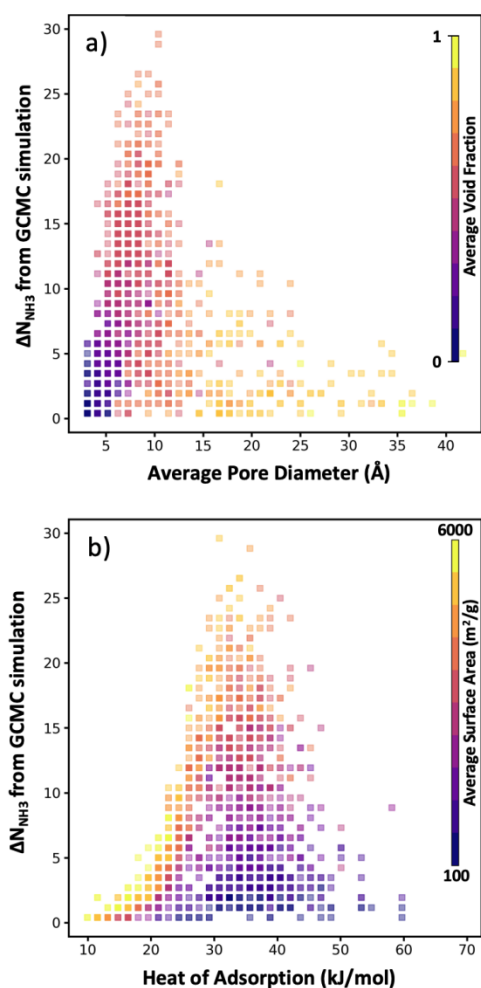 a)
30
25
20
15
10
5
0
ΔN_NH3 from GCMC simulation
5 10 15 20 25 30 35 40
Average Pore Diameter (Å)
1
0
Average Void Fraction
b)
30
25
20
15
10
5
0
ΔN_NH3 from GCMC simulation
10 20 30 40 50 60 70
Heat of Adsorption (kJ/mol)
6000
100
Average Surface Area (m²/g)